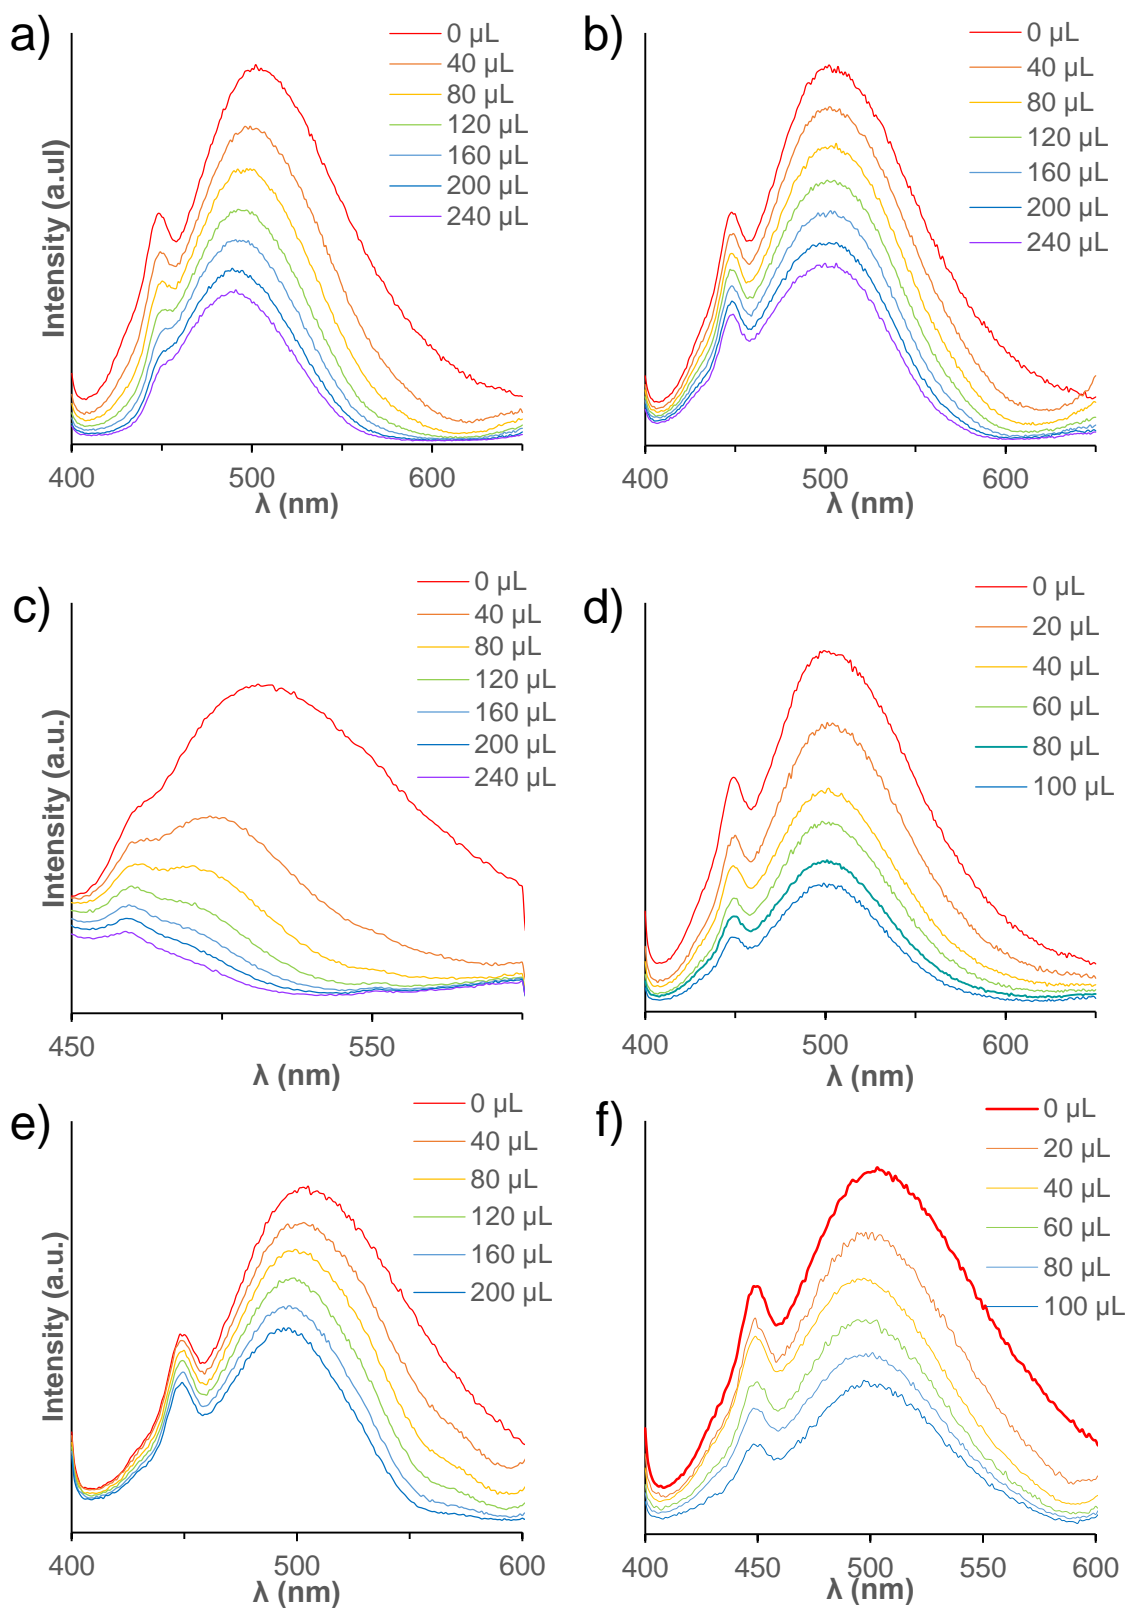 a)
0 µL
40 µL
80 µL
120 µL
160 µL
200 µL
240 µL
Intensity (a.uI)
400
500
600
λ (nm)
b)
0 µL
40 µL
80 µL
120 µL
160 µL
200 µL
240 µL
400
500
600
λ (nm)
c)
0 µL
40 µL
80 µL
120 µL
160 µL
200 µL
240 µL
Intensity (a.u.)
450
550
λ (nm)
d)
0 µL
20 µL
40 µL
60 µL
80 µL
100 µL
400
500
600
λ (nm)
e)
0 µL
40 µL
80 µL
120 µL
160 µL
200 µL
Intensity (a.u.)
400
500
600
λ (nm)
f)
0 µL
20 µL
40 µL
60 µL
80 µL
100 µL
400
450
500
550
600
λ (nm)